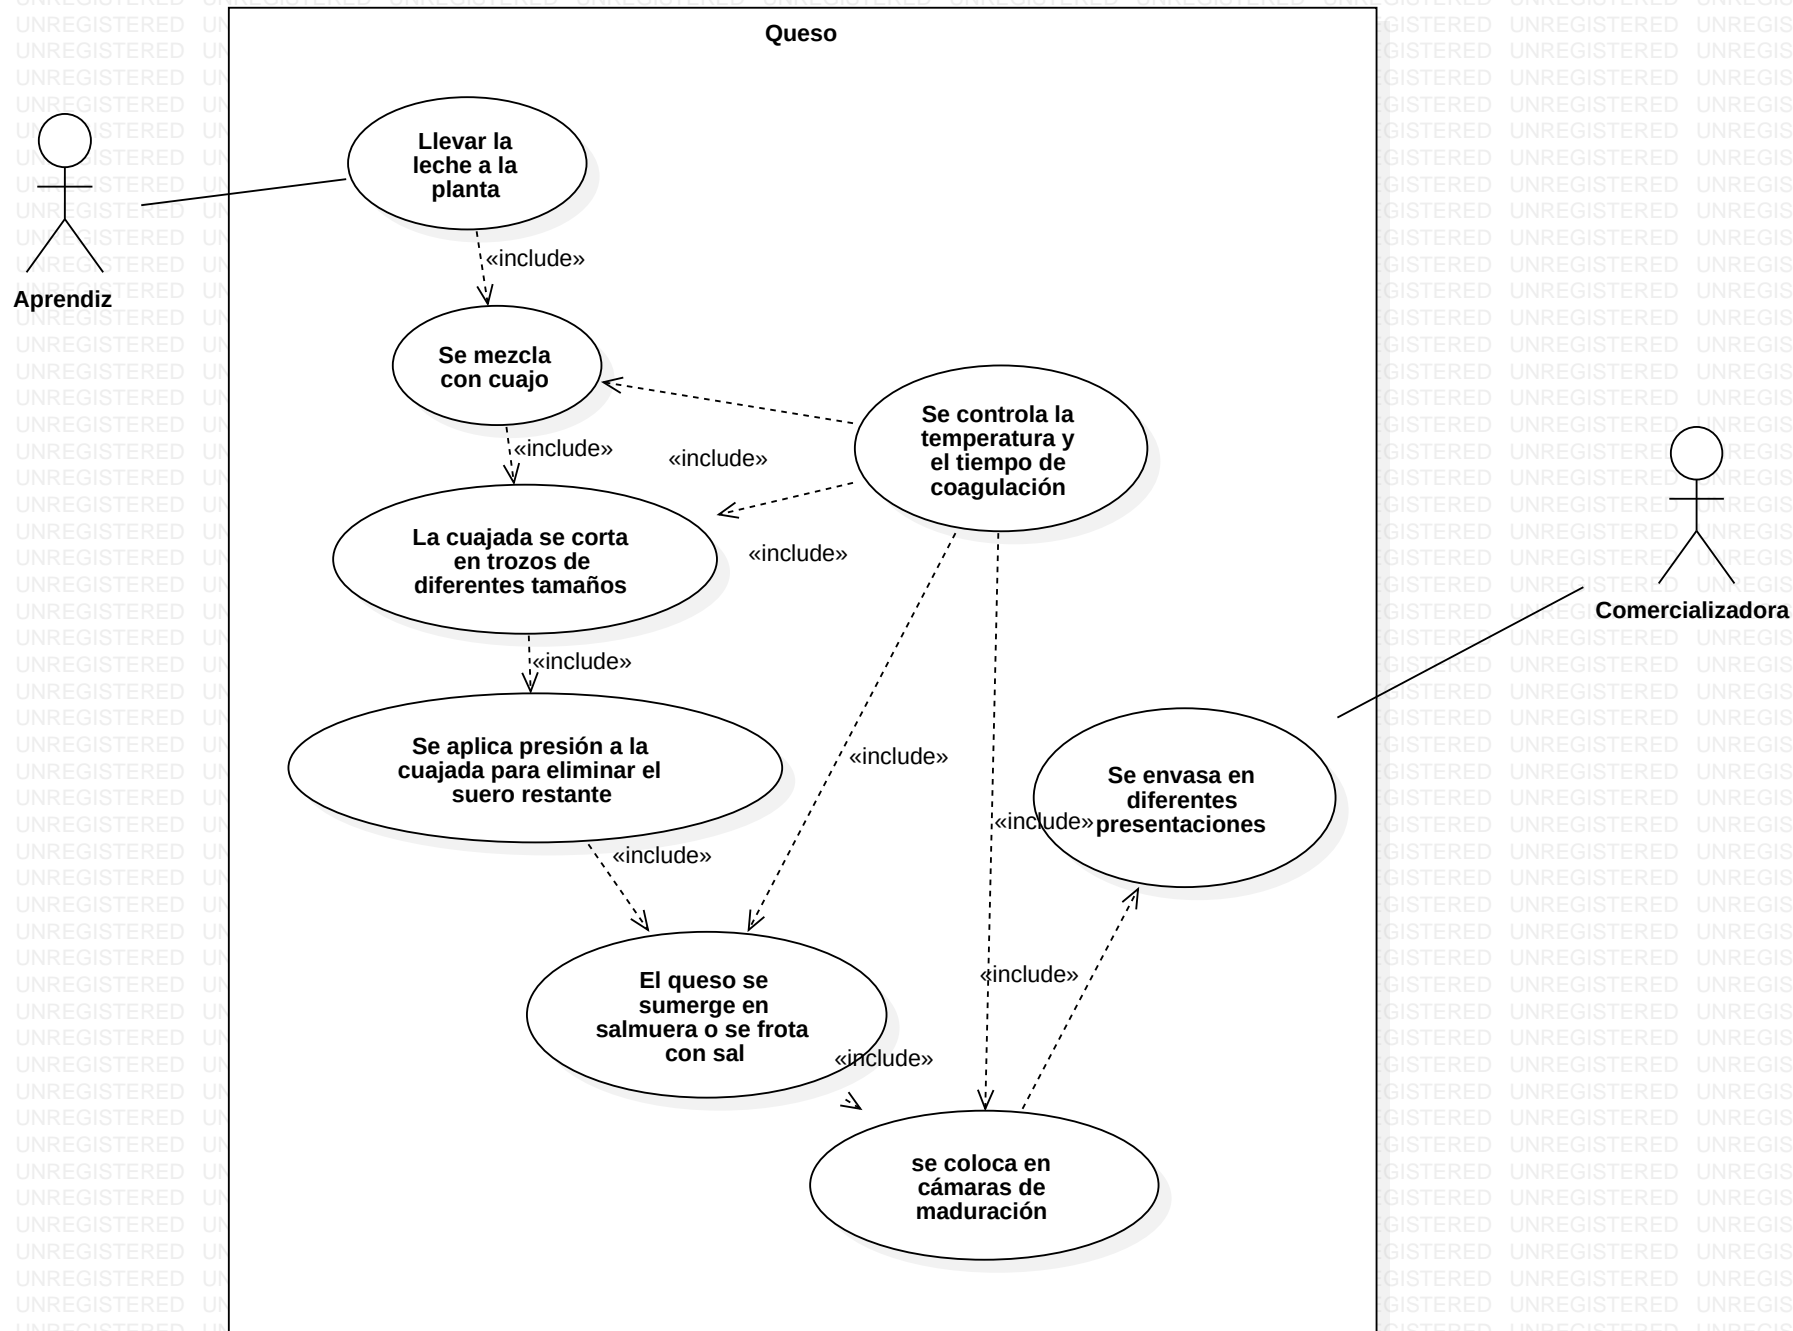 Queso
Llevar la
leche a la
planta
«include»
Aprendiz
Se mezcla
con cuajo
Se controla la
temperatura y
el tiempo de
coagulación
«include»
«include»
La cuajada se corta
en trozos de
diferentes tamaños
«include»
Comercializadora
«include»
Se aplica presión a la
cuajada para eliminar el
suero restante
«include»
Se envasa en
diferentes
presentaciones
«include»
«include»
El queso se
sumerge en
salmuera o se frota
con sal
«include»
«include»
se coloca en
cámaras de
maduración
UNREGISTERED